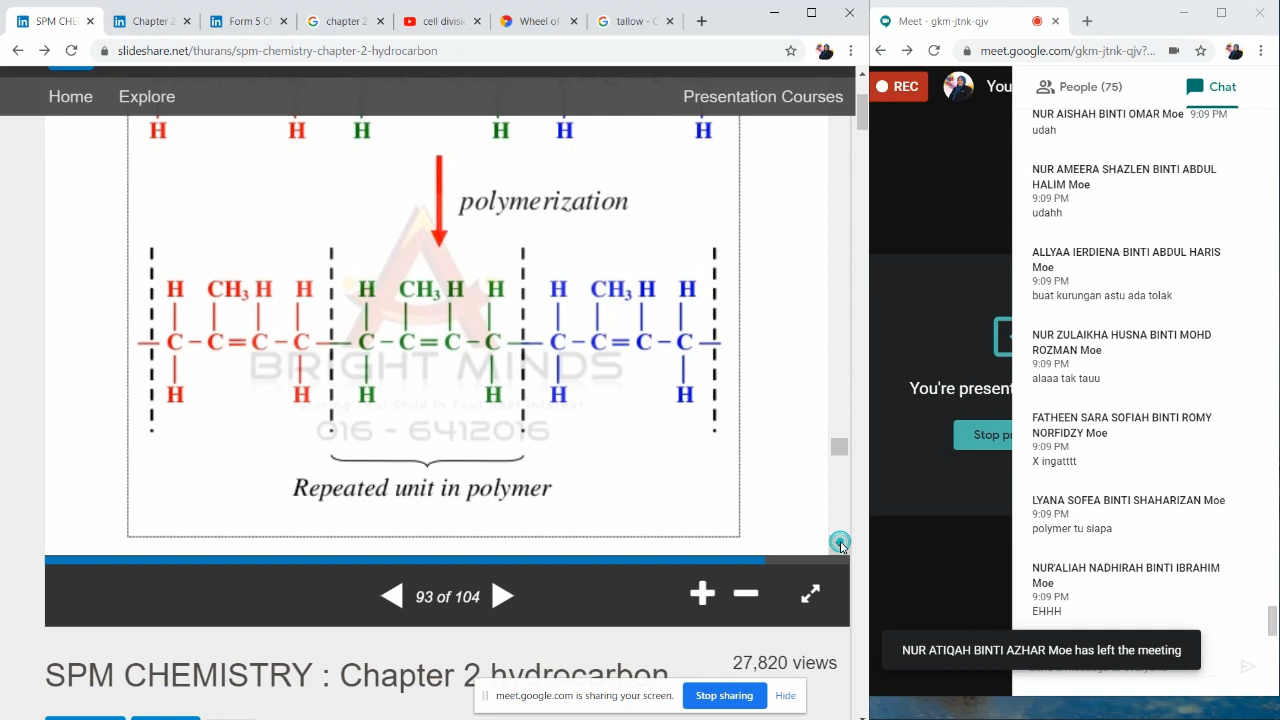 SPM CHEM
Chapter 2
Form 5 Ch
chapter 2
cell divisi
Wheel of
tallow - G
Meet - gkm-jtnk-qjv
slideshare.net/thurans/spm-chemistry-chapter-2-hydrocarbon
meet.google.com/gkm-jtnk-qjv?...
Home Explore
Presentation Courses
H H H H H H
polymerization
H CH3 H H H CH3 H H H CH3 H H
— C – C = C – C — C – C = C – C — C – C = C – C —
H H H H H H
BRIGHT MINDS
016 - 6412016
Repeated unit in polymer
93 of 104
SPM CHEMISTRY : Chapter 2 hydrocarbon
27,820 views
meet.google.com is sharing your screen.
Stop sharing
Hide
REC
You
You're present
Stop pr
People (75)
Chat
NUR AISHAH BINTI OMAR Moe 9:09 PM
udah
NUR AMEERA SHAZLEN BINTI ABDUL
HALIM Moe
9:09 PM
udahh
ALLYAA IERDIENA BINTI ABDUL HARIS
Moe
9:09 PM
buat kurungan astu ada tolak
NUR ZULAIKHA HUSNA BINTI MOHD
ROZMAN Moe
9:09 PM
alaaa tak tauu
FATHEEN SARA SOFIAH BINTI ROMY
NORFIDZY Moe
9:09 PM
X ingatttt
LYANA SOFEA BINTI SHAHARIZAN Moe
9:09 PM
polymer tu siapa
NUR'ALIAH NADHIRAH BINTI IBRAHIM
Moe
9:09 PM
EHHH
NUR ATIQAH BINTI AZHAR Moe has left the meeting